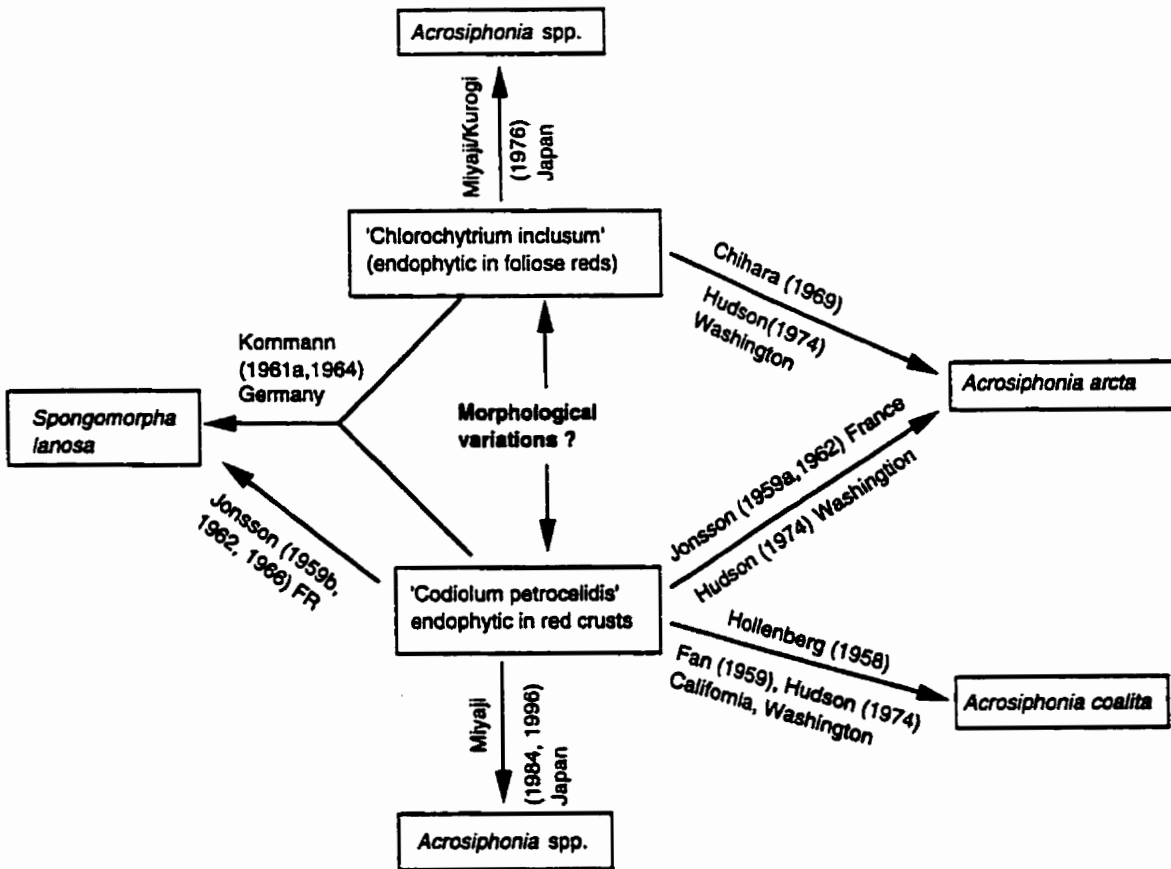 Acrosiphonia spp.
Miyaji/Kurogi
(1976)
Japan
'Chlorochytrium inclusum'
(endophytic in foliose reds)
Chihara (1969)
Hudson(1974)
Washington
Kornmann
(1961a,1964)
Germany
Spongomorpha
lanosa
Morphological
variations ?
Acrosiphonia arcta
Jonsson (1959a,1962) France
Hudson (1974) Washingtion
Jonsson (1959b,
1962, 1966) FR
'Codiolum petrocelidis'
endophytic in red crusts
Hollenberg (1958)
Fan (1959), Hudson (1974)
California, Washington
Acrosiphonia coalita
Miyaji
(1984, 1996)
Japan
Acrosiphonia spp.